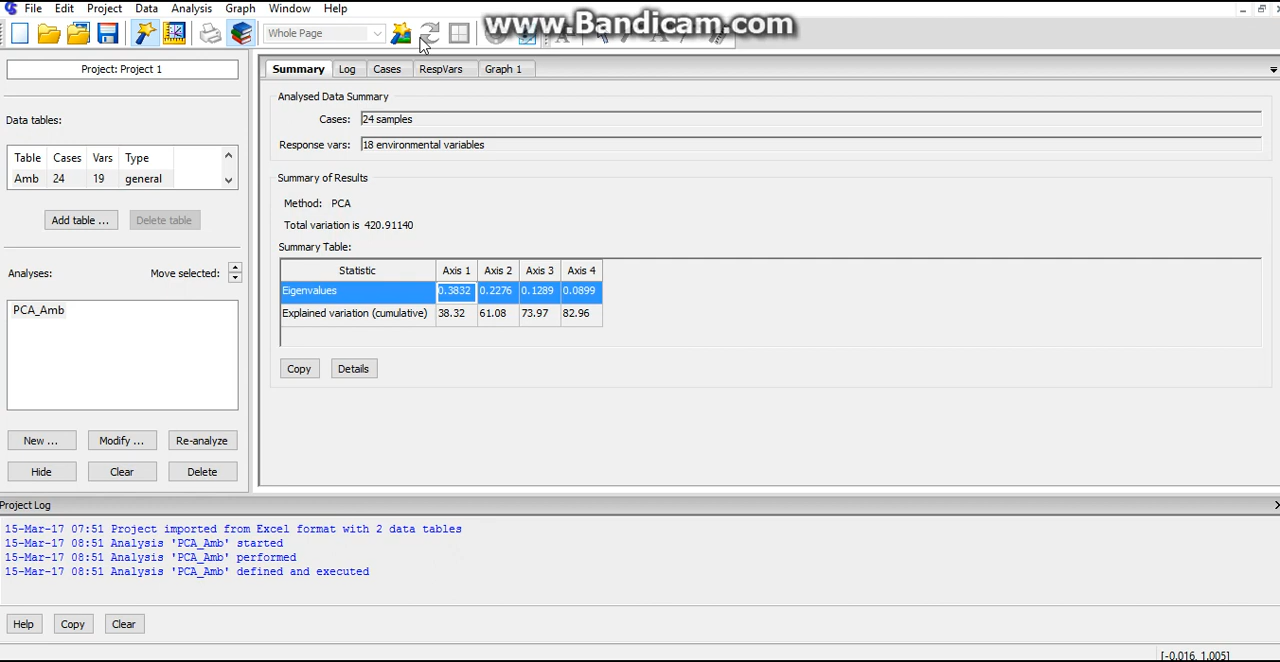 File Edit Project Data Analysis Graph Window Help
www.Bandicam.com
Whole Page
Project: Project 1
Summary Log Cases RespVars Graph 1
Analysed Data Summary
Cases: 24 samples
Response vars: 18 environmental variables
Data tables:
Table Cases Vars Type
Amb 24 19 general
Add table ... Delete table
Summary of Results
Method: PCA
Total variation is 420.91140
Summary Table:
Statistic Axis 1 Axis 2 Axis 3 Axis 4
Eigenvalues 0.3832 0.2276 0.1289 0.0899
Explained variation (cumulative) 38.32 61.08 73.97 82.96
Copy Details
Analyses: Move selected:
PCA_Amb
New ... Modify ... Re-analyze
Hide Clear Delete
Project Log
15-Mar-17 07:51 Project imported from Excel format with 2 data tables
15-Mar-17 08:51 Analysis 'PCA_Amb' started
15-Mar-17 08:51 Analysis 'PCA_Amb' performed
15-Mar-17 08:51 Analysis 'PCA_Amb' defined and executed
Help Copy Clear
[-0.016, 1.005]